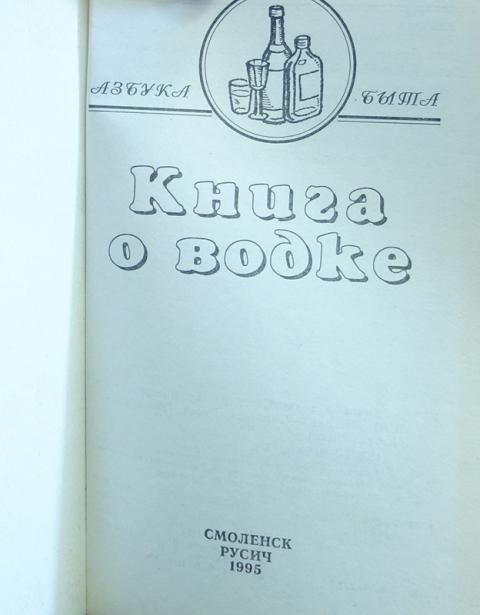 АЗБУКА БЫТА
Книга
о водке
СМОЛЕНСК
РУСИЧ
1995